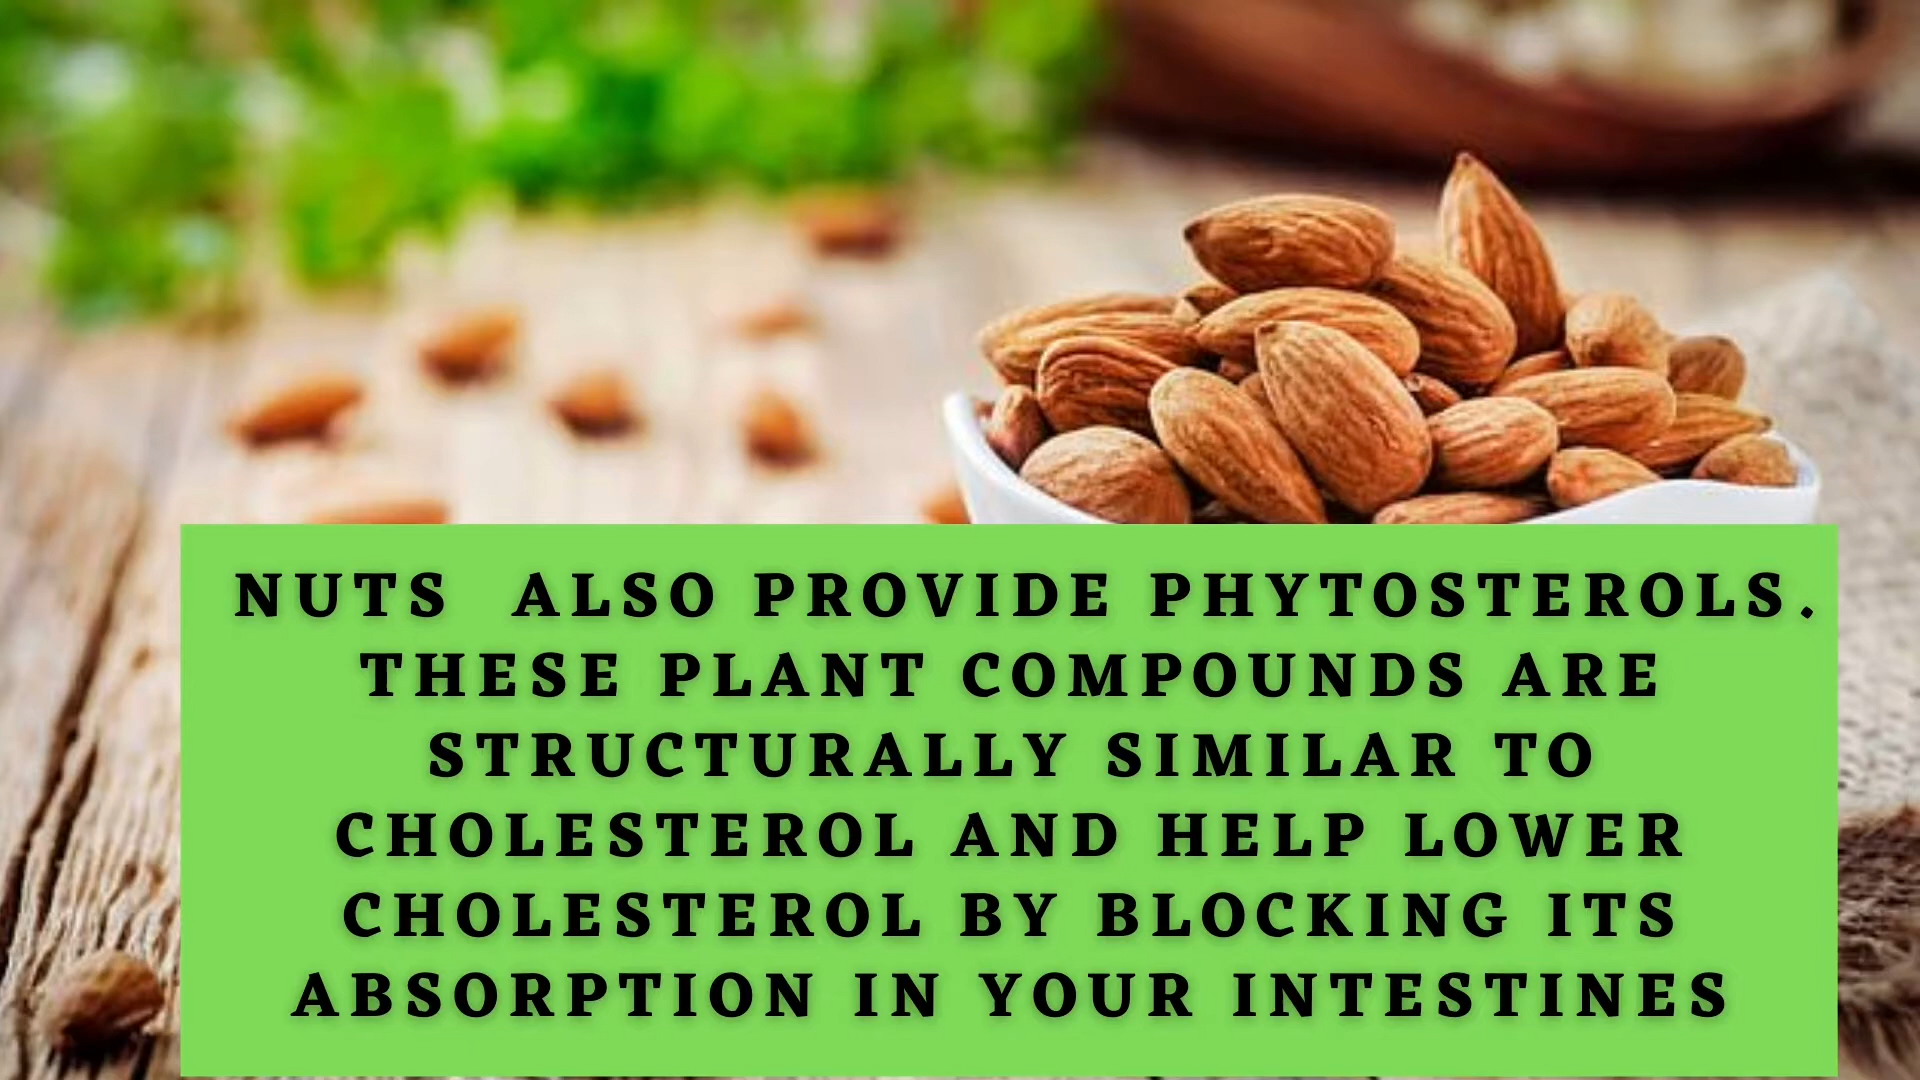 NUTS  ALSO PROVIDE PHYTOSTEROLS.
THESE PLANT COMPOUNDS ARE
STRUCTURALLY SIMILAR TO
CHOLESTEROL AND HELP LOWER
CHOLESTEROL BY BLOCKING ITS
ABSORPTION IN YOUR INTESTINES